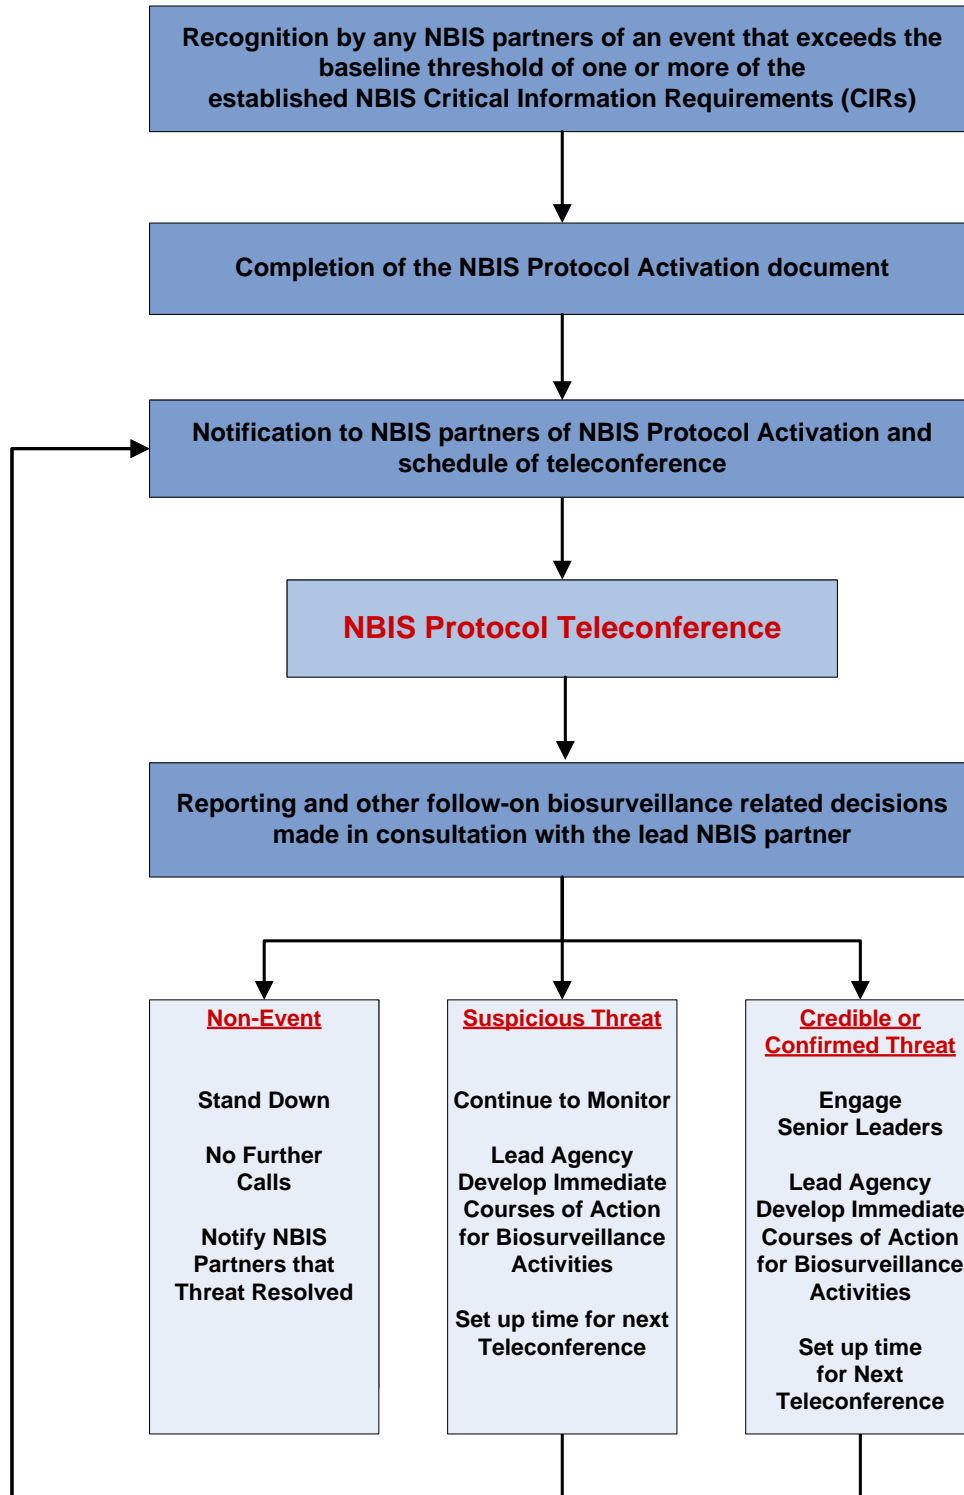 Recognition by any NBIS partners of an event that exceeds the
baseline threshold of one or more of the
established NBIS Critical Information Requirements (CIRs)
Completion of the NBIS Protocol Activation document
Notification to NBIS partners of NBIS Protocol Activation and
schedule of teleconference
NBIS Protocol Teleconference
Reporting and other follow-on biosurveillance related decisions
made in consultation with the lead NBIS partner
Non-Event
Stand Down
No Further
Calls
Notify NBIS
Partners that
Threat Resolved
Suspicious Threat
Continue to Monitor
Lead Agency
Develop Immediate
Courses of Action
for Biosurveillance
Activities
Set up time for next
Teleconference
Credible or
Confirmed Threat
Engage
Senior Leaders
Lead Agency
Develop Immediate
Courses of Action
for Biosurveillance
Activities
Set up time
for Next
Teleconference